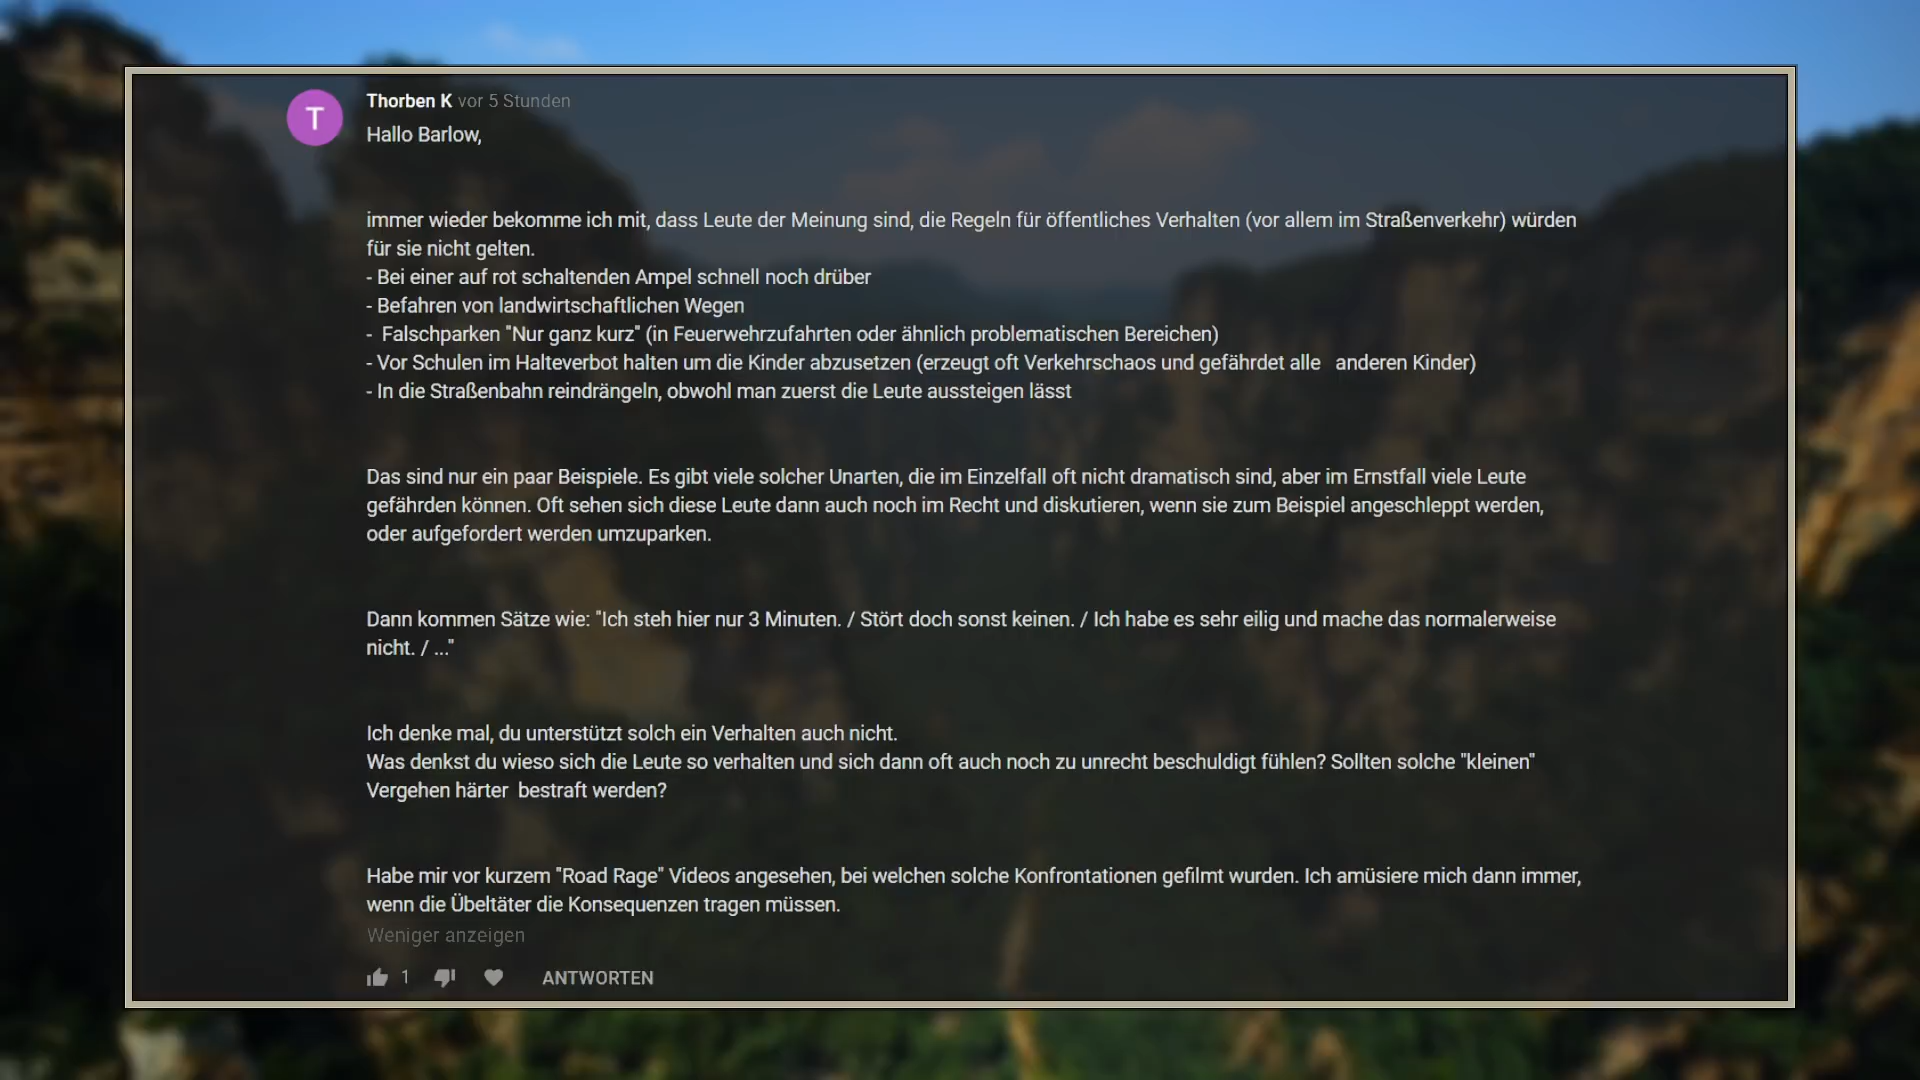 T
Thorben K vor 5 Stunden
Hallo Barlow,
immer wieder bekomme ich mit, dass Leute der Meinung sind, die Regeln für öffentliches Verhalten (vor allem im Straßenverkehr) würden
für sie nicht gelten.
- Bei einer auf rot schaltenden Ampel schnell noch drüber
- Befahren von landwirtschaftlichen Wegen
- Falschparken "Nur ganz kurz" (in Feuerwehrzufahrten oder ähnlich problematischen Bereichen)
- Vor Schulen im Halteverbot halten um die Kinder abzusetzen (erzeugt oft Verkehrschaos und gefährdet alle anderen Kinder)
- In die Straßenbahn reindrängeln, obwohl man zuerst die Leute aussteigen lässt
Das sind nur ein paar Beispiele. Es gibt viele solcher Unarten, die im Einzelfall oft nicht dramatisch sind, aber im Ernstfall viele Leute
gefährden können. Oft sehen sich diese Leute dann auch noch im Recht und diskutieren, wenn sie zum Beispiel angeschleppt werden,
oder aufgefordert werden umzuparken.
Dann kommen Sätze wie: "Ich steh hier nur 3 Minuten. / Stört doch sonst keinen. / Ich habe es sehr eilig und mache das normalerweise
nicht. / ..."
Ich denke mal, du unterstützt solch ein Verhalten auch nicht.
Was denkst du wieso sich die Leute so verhalten und sich dann oft auch noch zu unrecht beschuldigt fühlen? Sollten solche "kleinen"
Vergehen härter bestraft werden?
Habe mir vor kurzem "Road Rage" Videos angesehen, bei welchen solche Konfrontationen gefilmt wurden. Ich amüsiere mich dann immer,
wenn die Übeltäter die Konsequenzen tragen müssen.
Weniger anzeigen
1 ANTWORTEN